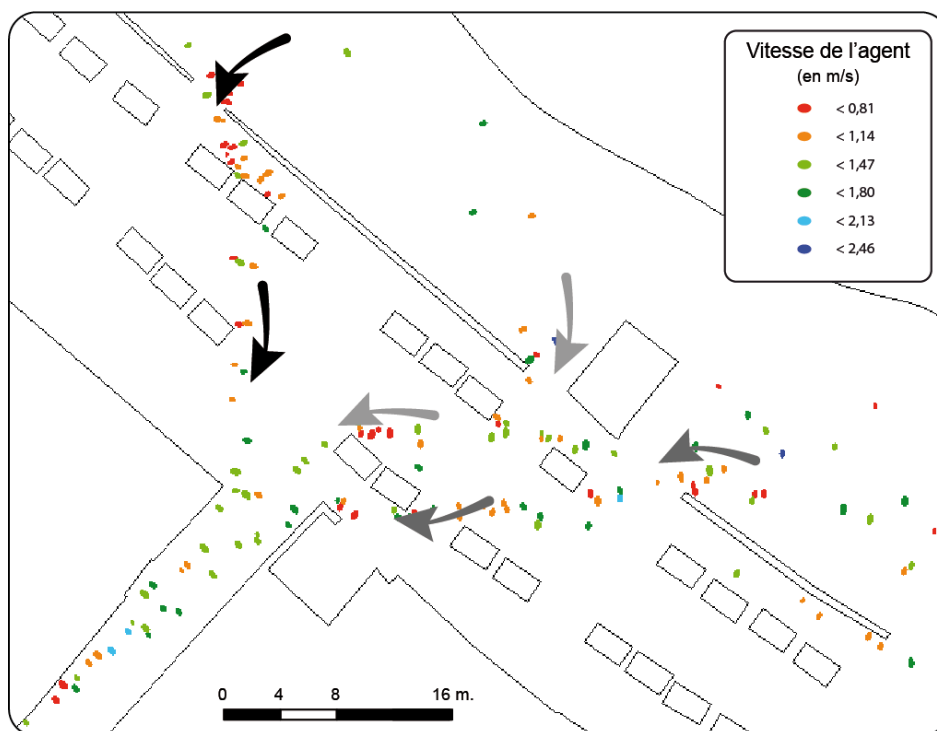 Vitesse de l'agent
(en m/s)
< 0,81
< 1,14
< 1,47
< 1,80
< 2,13
< 2,46
0 4 8 16 m.